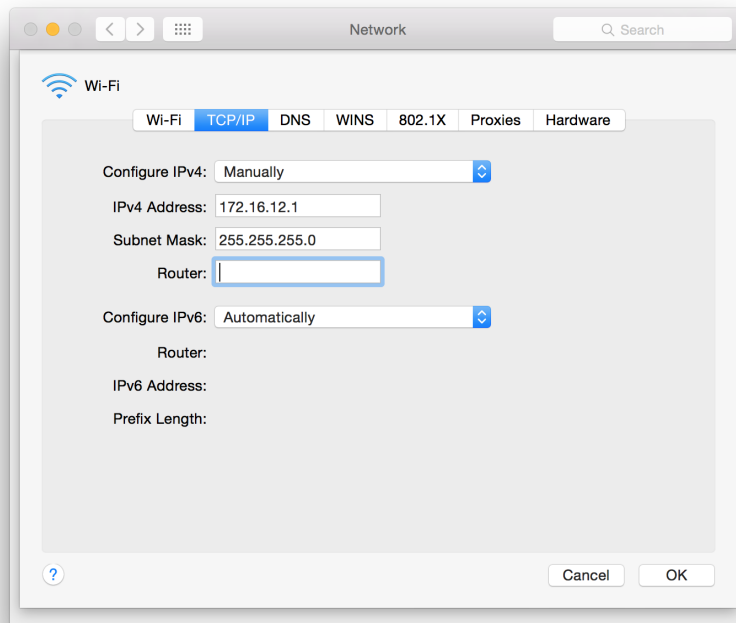 Network
Search
Wi-Fi
Wi-Fi TCP/IP DNS WINS 802.1X Proxies Hardware
Configure IPv4: Manually
IPv4 Address: 172.16.12.1
Subnet Mask: 255.255.255.0
Router:
Configure IPv6: Automatically
Router:
IPv6 Address:
Prefix Length:
? Cancel OK